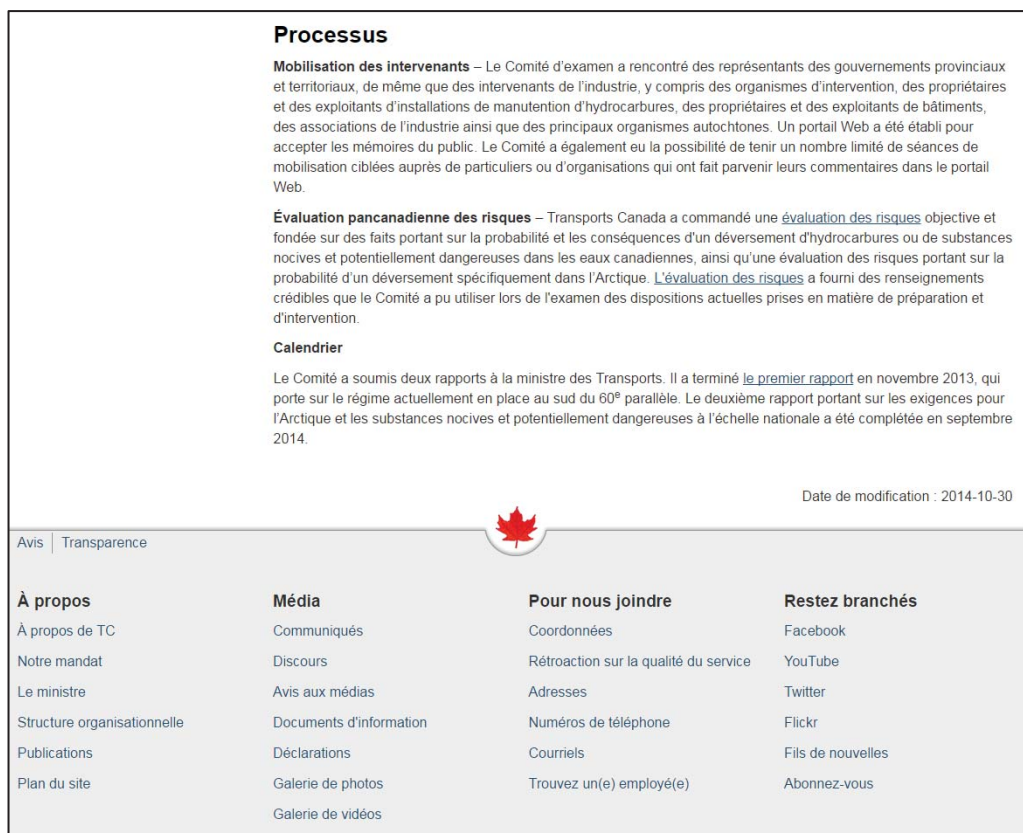 Processus
Mobilisation des intervenants – Le Comité d'examen a rencontré des représentants des gouvernements provinciaux
et territoriaux, de même que des intervenants de l'industrie, y compris des organismes d'intervention, des propriétaires
et des exploitants d'installations de manutention d'hydrocarbures, des propriétaires et des exploitants de bâtiments,
des associations de l'industrie ainsi que des principaux organismes autochtones. Un portail Web a été établi pour
accepter les mémoires du public. Le Comité a également eu la possibilité de tenir un nombre limité de séances de
mobilisation ciblées auprès de particuliers ou d'organisations qui ont fait parvenir leurs commentaires dans le portail
Web.
Évaluation pancanadienne des risques – Transports Canada a commandé une évaluation des risques objective et
fondée sur des faits portant sur la probabilité et les conséquences d'un déversement d'hydrocarbures ou de substances
nocives et potentiellement dangereuses dans les eaux canadiennes, ainsi qu'une évaluation des risques portant sur la
probabilité d'un déversement spécifiquement dans l'Arctique. L'évaluation des risques a fourni des renseignements
crédibles que le Comité a pu utiliser lors de l'examen des dispositions actuelles prises en matière de préparation et
d'intervention.
Calendrier
Le Comité a soumis deux rapports à la ministre des Transports. Il a terminé le premier rapport en novembre 2013, qui
porte sur le régime actuellement en place au sud du 60e parallèle. Le deuxième rapport portant sur les exigences pour
l'Arctique et les substances nocives et potentiellement dangereuses à l'échelle nationale a été complétée en septembre
2014.
Date de modification : 2014-10-30
Avis | Transparence
À propos
À propos de TC
Notre mandat
Le ministre
Structure organisationnelle
Publications
Plan du site
Média
Communiqués
Discours
Avis aux médias
Documents d'information
Déclarations
Galerie de photos
Galerie de vidéos
Pour nous joindre
Coordonnées
Rétroaction sur la qualité du service
Adresses
Numéros de téléphone
Courriels
Trouvez un(e) employé(e)
Restez branchés
Facebook
YouTube
Twitter
Flickr
Fils de nouvelles
Abonnez-vous